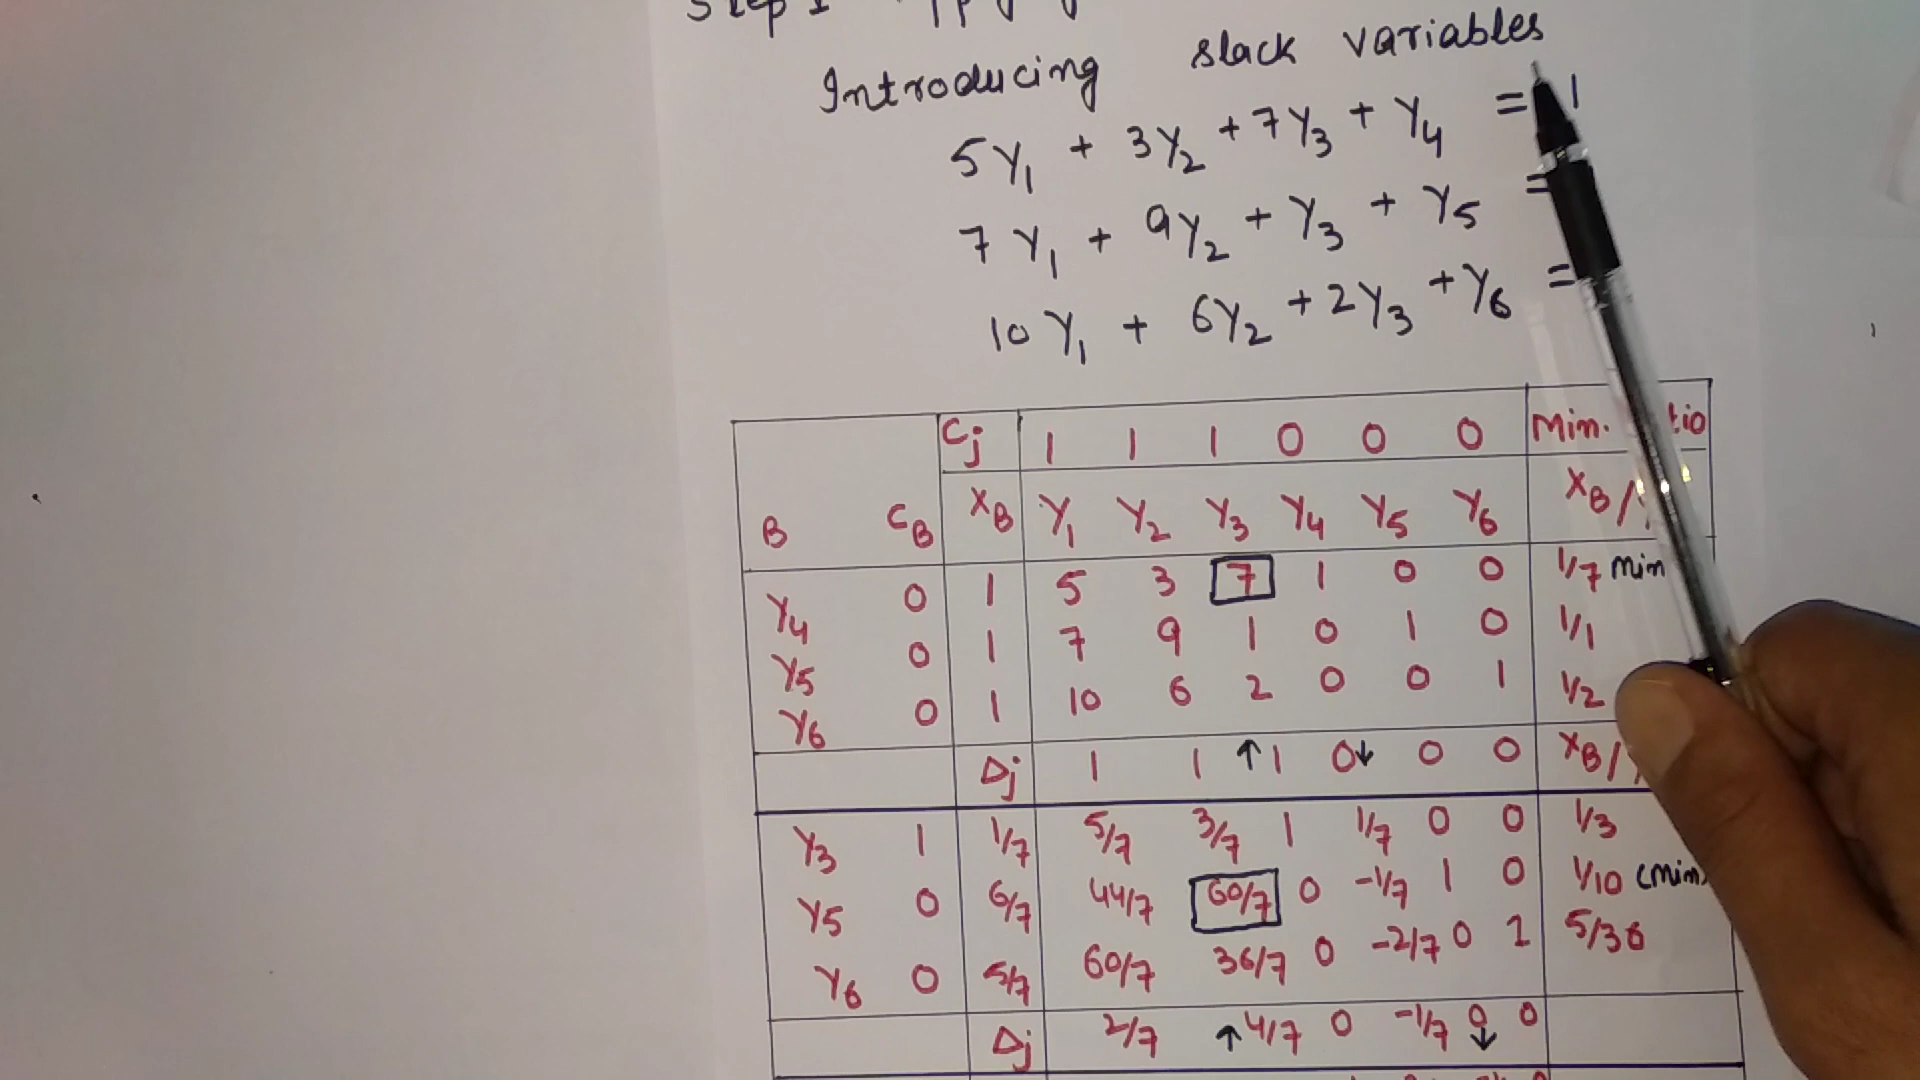 Step 1
Introducing slack variables
5Y1 + 3Y2 + 7Y3 + Y4 = 1
7Y1 + 9Y2 + Y3 + Y5 =
10Y1 + 6Y2 + 2Y3 + Y6 =
Cj 1 1 1 0 0 0 Min.
B CB XB Y1 Y2 Y3 Y4 Y5 Y6 XB/
Y4 0 1 5 3 7 1 0 0 1/7 Min
Y5 0 1 7 9 1 0 1 0 1/1
Y6 0 1 10 6 2 0 0 1 1/2
Δj 1 1 ↑1 0↓ 0 0 XB/
Y3 1 1/7 5/7 3/7 1 1/7 0 0 1/3
Y5 0 6/7 44/7 60/7 0 -1/7 1 0 1/10 (Min)
Y6 0 5/7 60/7 36/7 0 -2/7 0 1 5/36
Δj 2/7 ↑4/7 0 -1/7 0↓ 0